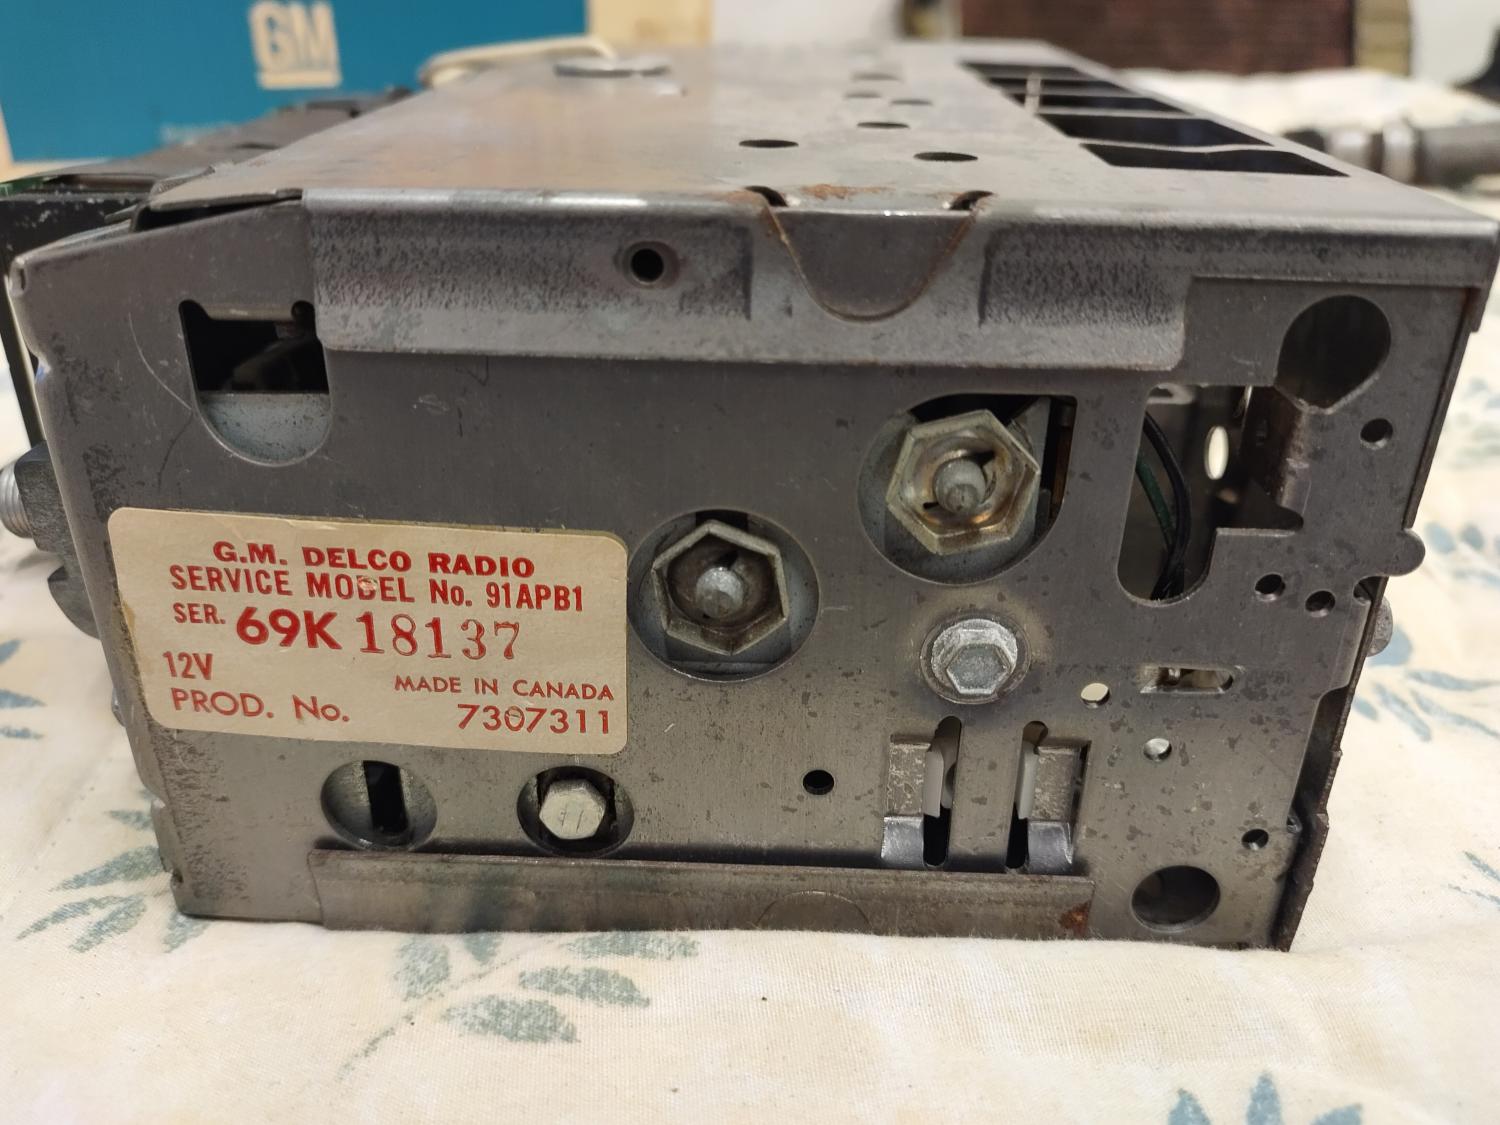 GM
G.M. DELCO RADIO
SERVICE MODEL No. 91APB1
SER. 69K 18137
12V
MADE IN CANADA
PROD. No. 7307311